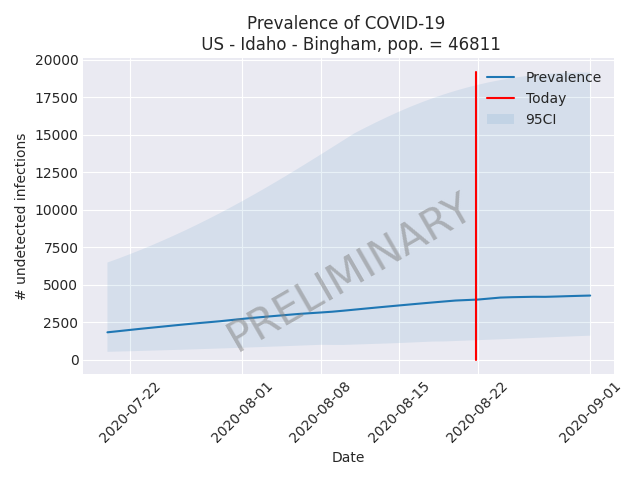 Prevalence of COVID-19
US - Idaho - Bingham, pop. = 46811
20000
17500
15000
12500
10000
7500
5000
2500
0
# undetected infections
Prevalence
Today
95CI
PRELIMINARY
2020-07-22
2020-08-01
2020-08-08
2020-08-15
2020-08-22
2020-09-01
Date